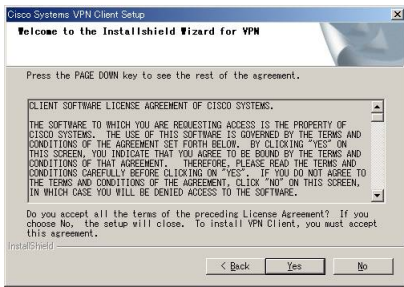 Cisco Systems VPN Client Setup
Welcome to the Installshield Wizard for VPN
Press the PAGE DOWN key to see the rest of the agreement.
CLIENT SOFTWARE LICENSE AGREEMENT OF CISCO SYSTEMS.
THE SOFTWARE TO WHICH YOU ARE REQUESTING ACCESS IS THE PROPERTY OF
CISCO SYSTEMS. THE USE OF THIS SOFTWARE IS GOVERNED BY THE TERMS AND
CONDITIONS OF THE AGREEMENT SET FORTH BELOW. BY CLICKING "YES" ON
THIS SCREEN, YOU INDICATE THAT YOU AGREE TO BE BOUND BY THE TERMS AND
CONDITIONS OF THAT AGREEMENT. THEREFORE, PLEASE READ THE TERMS AND
CONDITIONS CAREFULLY BEFORE CLICKING ON "YES". IF YOU DO NOT AGREE TO
THE TERMS AND CONDITIONS OF THE AGREEMENT, CLICK "NO" ON THIS SCREEN,
IN WHICH CASE YOU WILL BE DENIED ACCESS TO THE SOFTWARE.
Do you accept all the terms of the preceding License Agreement? If you
choose No, the setup will close. To install VPN Client, you must accept
this agreement.
InstallShield
< Back
Yes
No